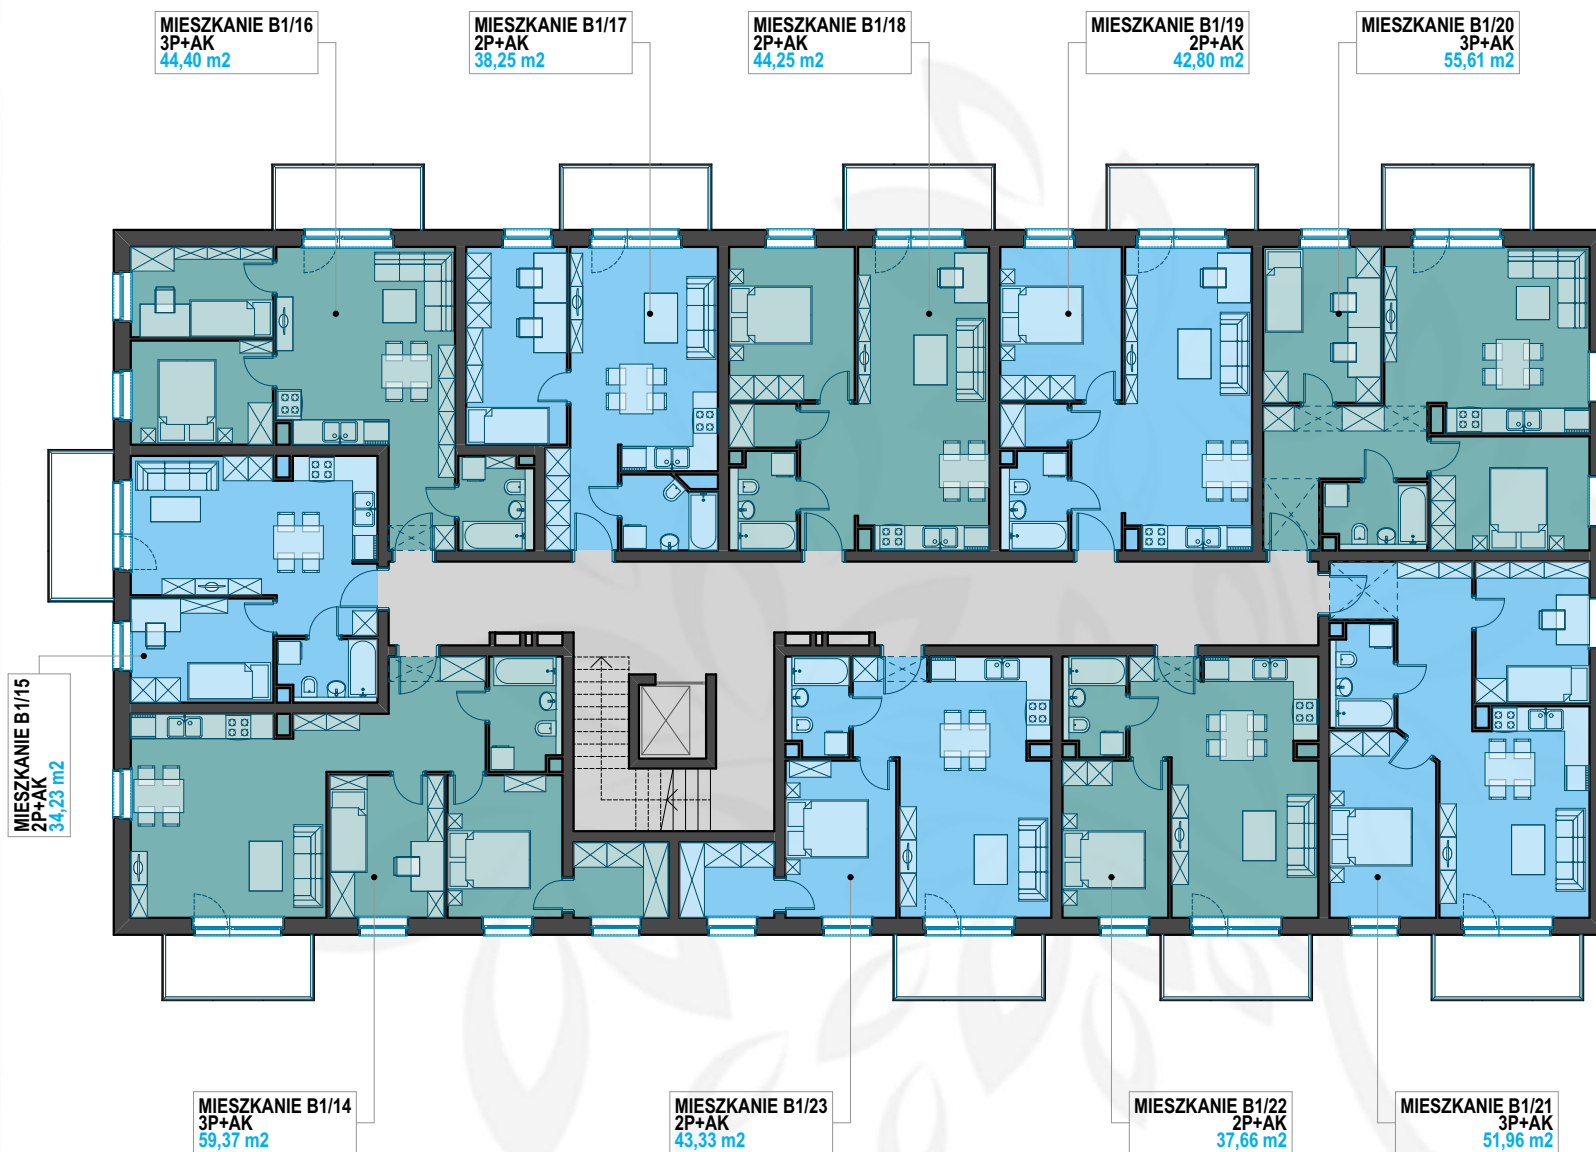 MIESZKANIE B1/16
3P+AK
44,40 m2
MIESZKANIE B1/17
2P+AK
38,25 m2
MIESZKANIE B1/18
2P+AK
44,25 m2
MIESZKANIE B1/19
2P+AK
42,80 m2
MIESZKANIE B1/20
3P+AK
55,61 m2
MIESZKANIE B1/15
2P+AK
34,23 m2
MIESZKANIE B1/14
3P+AK
59,37 m2
MIESZKANIE B1/23
2P+AK
43,33 m2
MIESZKANIE B1/22
2P+AK
37,66 m2
MIESZKANIE B1/21
3P+AK
51,96 m2